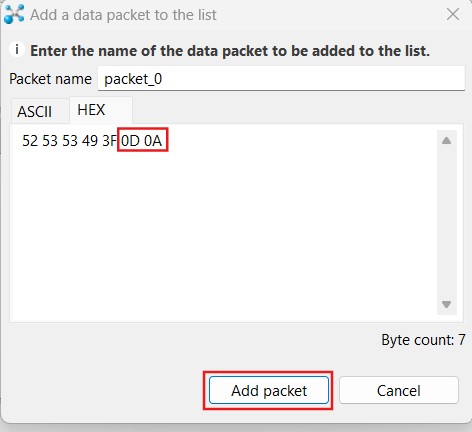 Add a data packet to the list
Enter the name of the data packet to be added to the list.
Packet name packet_0
ASCII HEX
52 53 53 49 3F 0D 0A
Byte count: 7
Add packet Cancel